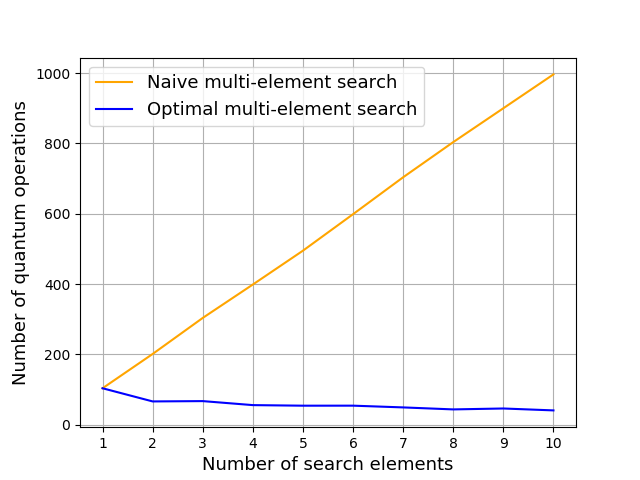 Naive multi-element search
Optimal multi-element search
Number of quantum operations
1000
800
600
400
200
0
1 2 3 4 5 6 7 8 9 10
Number of search elements